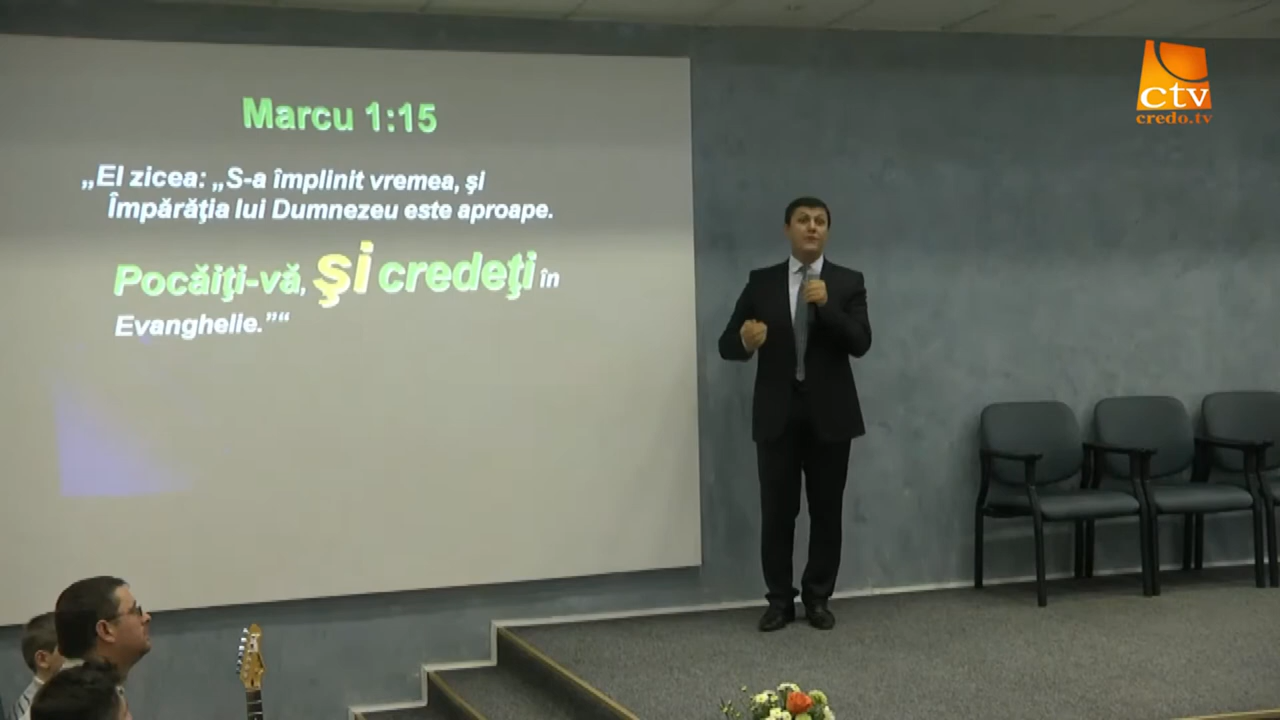 Marcu 1:15
„El zicea: „S-a împlinit vremea, şi
Împărăţia lui Dumnezeu este aproape.
Pocăiţi-vă, şi credeţi în
Evanghelie.”“
ctv
credo.tv